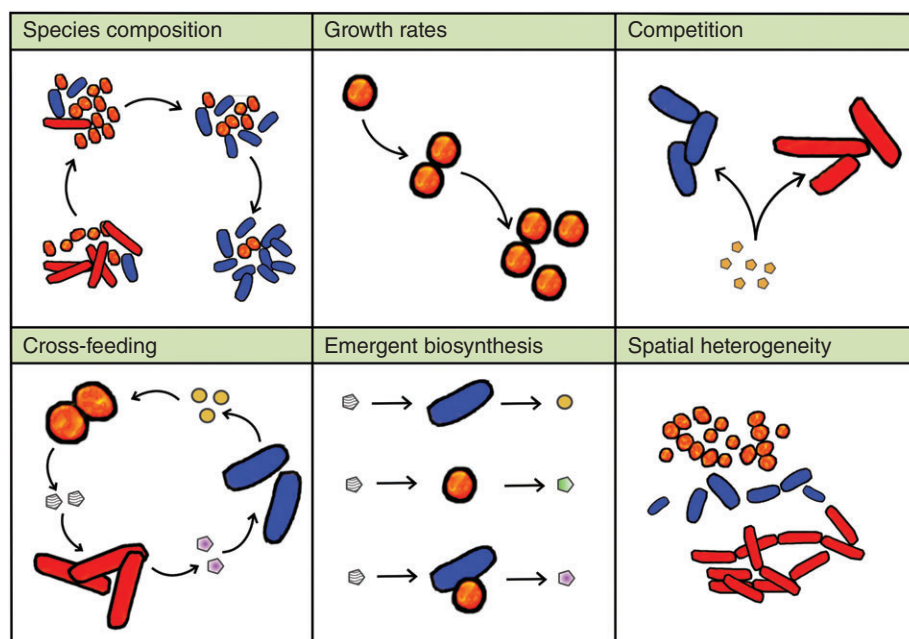 Species composition
Growth rates
Competition
Cross-feeding
Emergent biosynthesis
Spatial heterogeneity